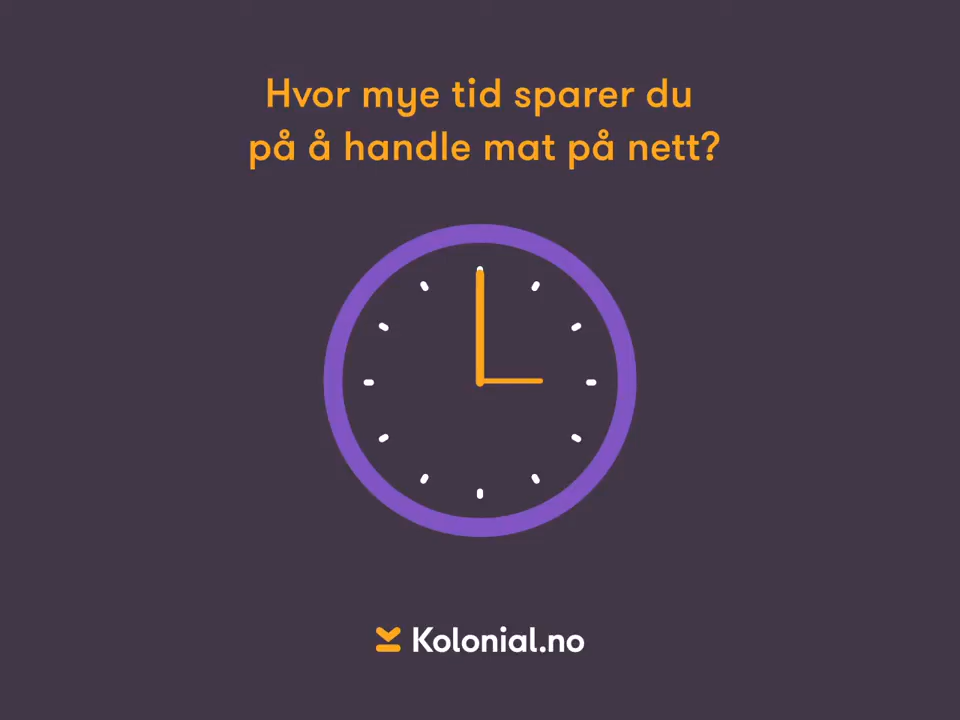 Hvor mye tid sparer du
på å handle mat på nett?
Kolonial.no